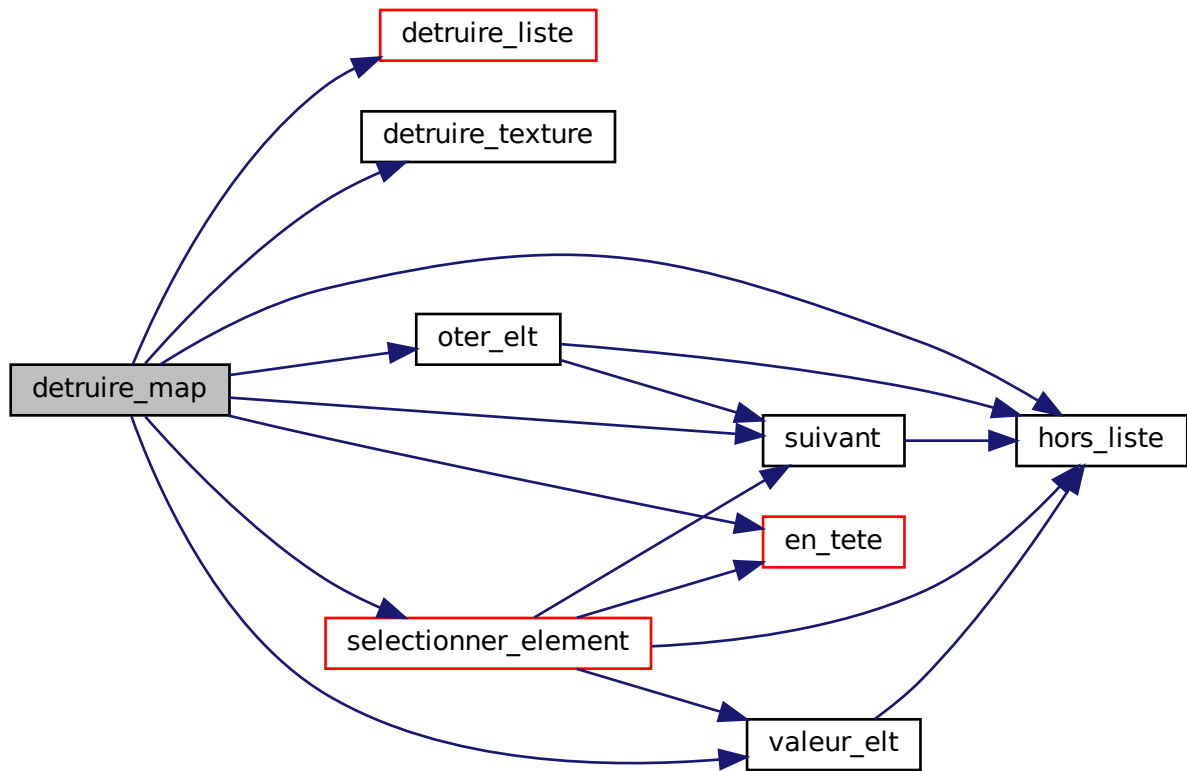 detruire_liste
detruire_texture
oter_elt
detruire_map
suivant
hors_liste
en_tete
selectionner_element
valeur_elt